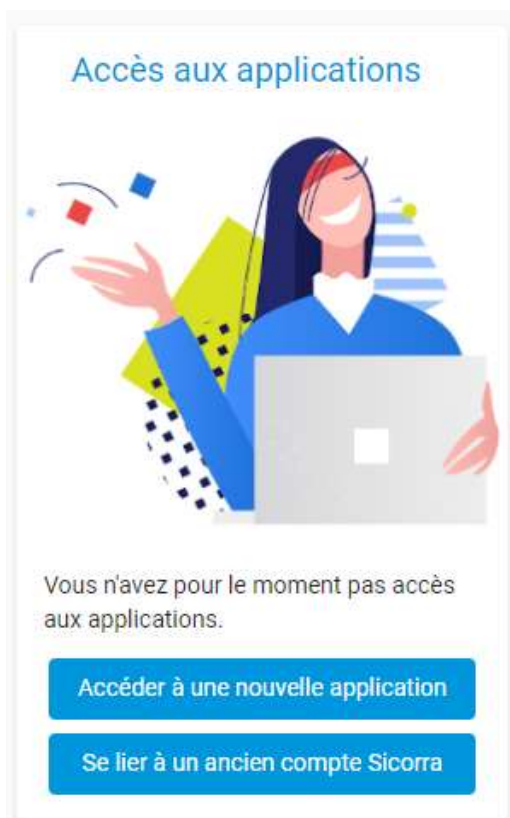 Accès aux applications
Vous n'avez pour le moment pas accès
aux applications.
Accéder à une nouvelle application
Se lier à un ancien compte Sicorra